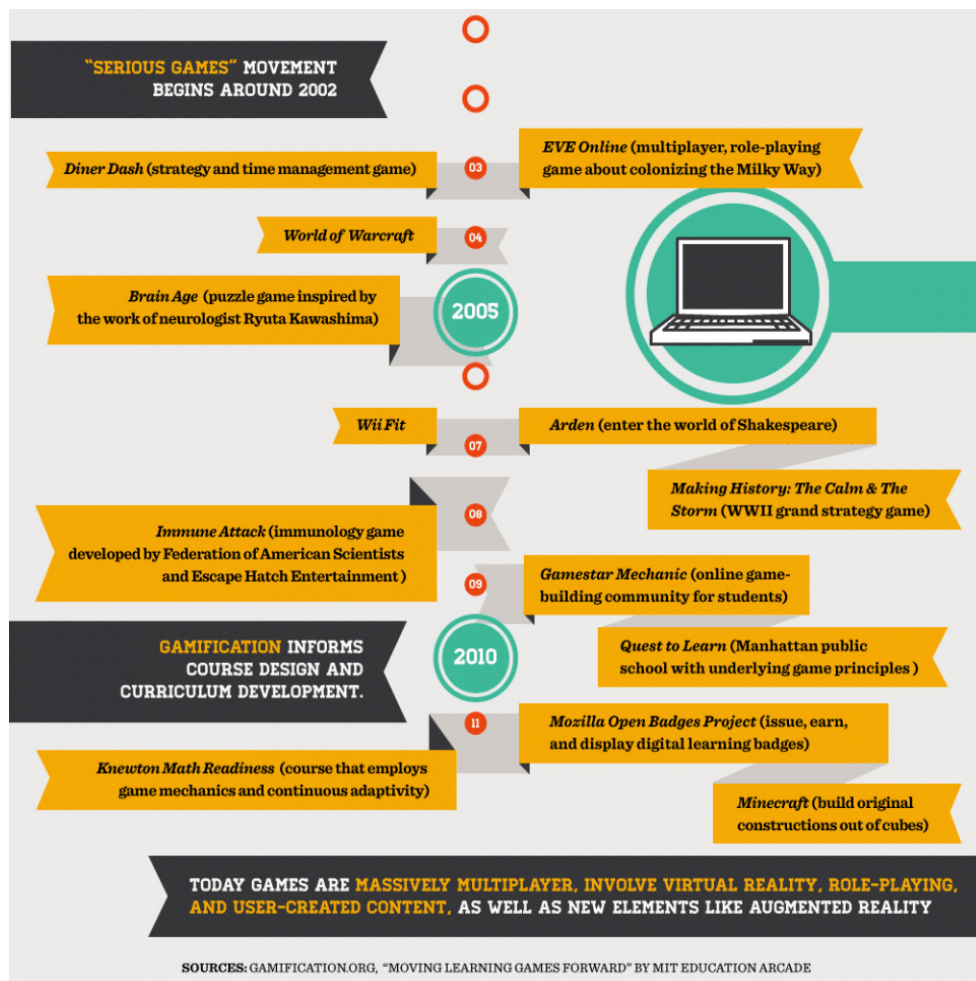 “SERIOUS GAMES” MOVEMENT
BEGINS AROUND 2002
Diner Dash (strategy and time management game)
03
EVE Online (multiplayer, role-playing
game about colonizing the Milky Way)
World of Warcraft
04
Brain Age (puzzle game inspired by
the work of neurologist Ryuta Kawashima)
2005
Wii Fit
07
Arden (enter the world of Shakespeare)
Making History: The Calm & The
Storm (WWII grand strategy game)
08
Immune Attack (immunology game
developed by Federation of American Scientists
and Escape Hatch Entertainment )
09
Gamestar Mechanic (online game-
building community for students)
Quest to Learn (Manhattan public
school with underlying game principles )
GAMIFICATION INFORMS
COURSE DESIGN AND
CURRICULUM DEVELOPMENT.
2010
11
Mozilla Open Badges Project (issue, earn,
and display digital learning badges)
Knewton Math Readiness (course that employs
game mechanics and continuous adaptivity)
Minecraft (build original
constructions out of cubes)
TODAY GAMES ARE MASSIVELY MULTIPLAYER, INVOLVE VIRTUAL REALITY, ROLE-PLAYING,
AND USER-CREATED CONTENT, AS WELL AS NEW ELEMENTS LIKE AUGMENTED REALITY
SOURCES: GAMIFICATION.ORG, “MOVING LEARNING GAMES FORWARD” BY MIT EDUCATION ARCADE